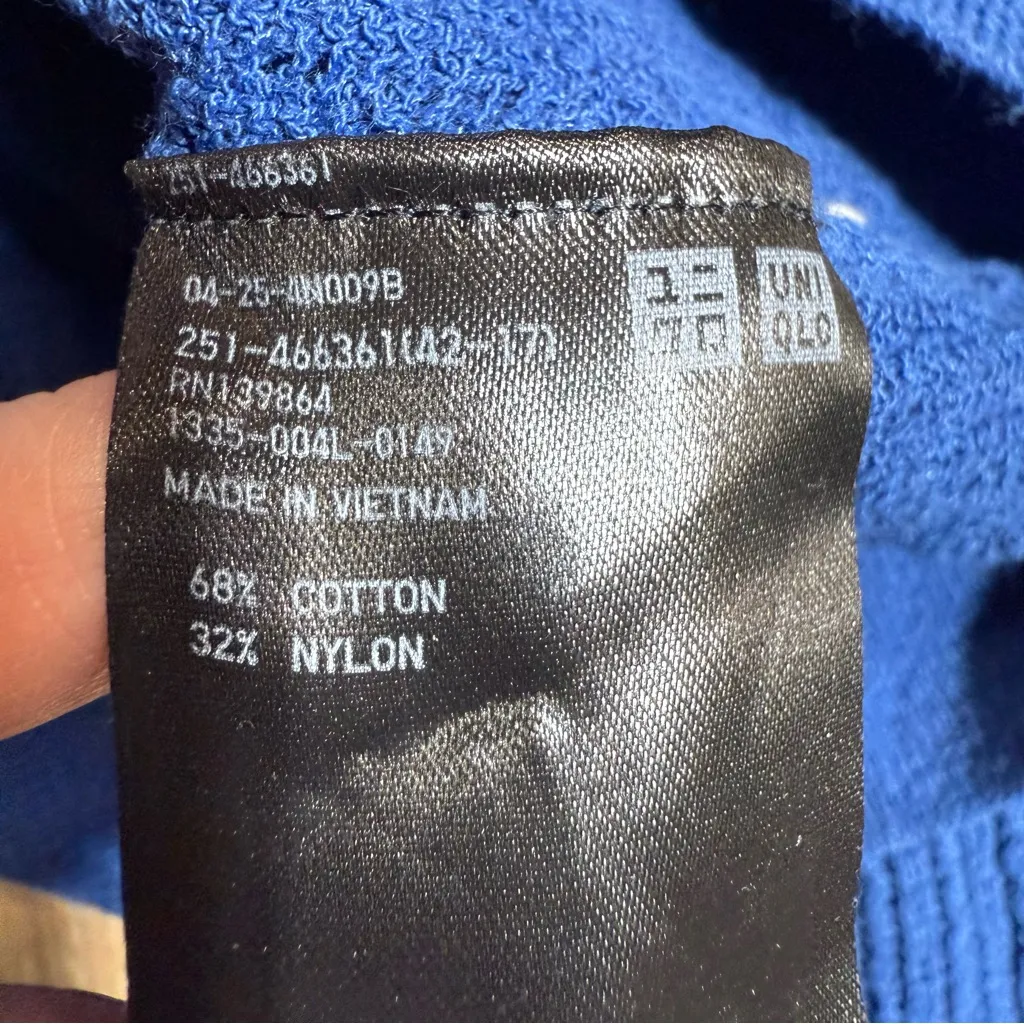 251-466361
04-25-4N009B
251-466361(42-17)
RN139864
1335-004L-0149
MADE IN VIETNAM
68% COTTON
32% NYLON
ユニ
クロ
UNI
QLO